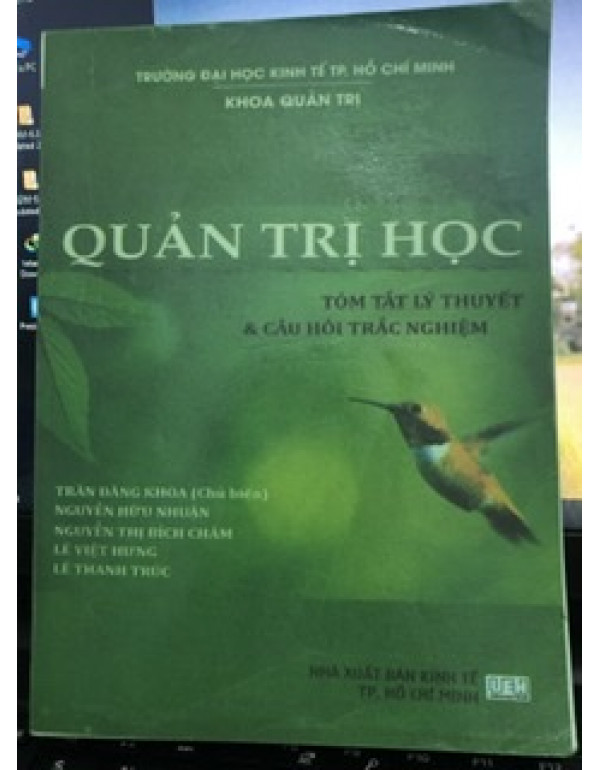 TRƯỜNG ĐẠI HỌC KINH TẾ TP. HỒ CHÍ MINH
KHOA QUẢN TRỊ
QUẢN TRỊ HỌC
TÓM TẮT LÝ THUYẾT
& CÂU HỎI TRẮC NGHIỆM
TRẦN ĐĂNG KHOA (Chủ biên)
NGUYỄN HỮU NHUẬN
NGUYỄN THỊ BÍCH CHÂM
LÊ VIỆT HƯNG
LÊ THANH TRÚC
NHÀ XUẤT BẢN KINH TẾ
TP. HỒ CHÍ MINH
UEH